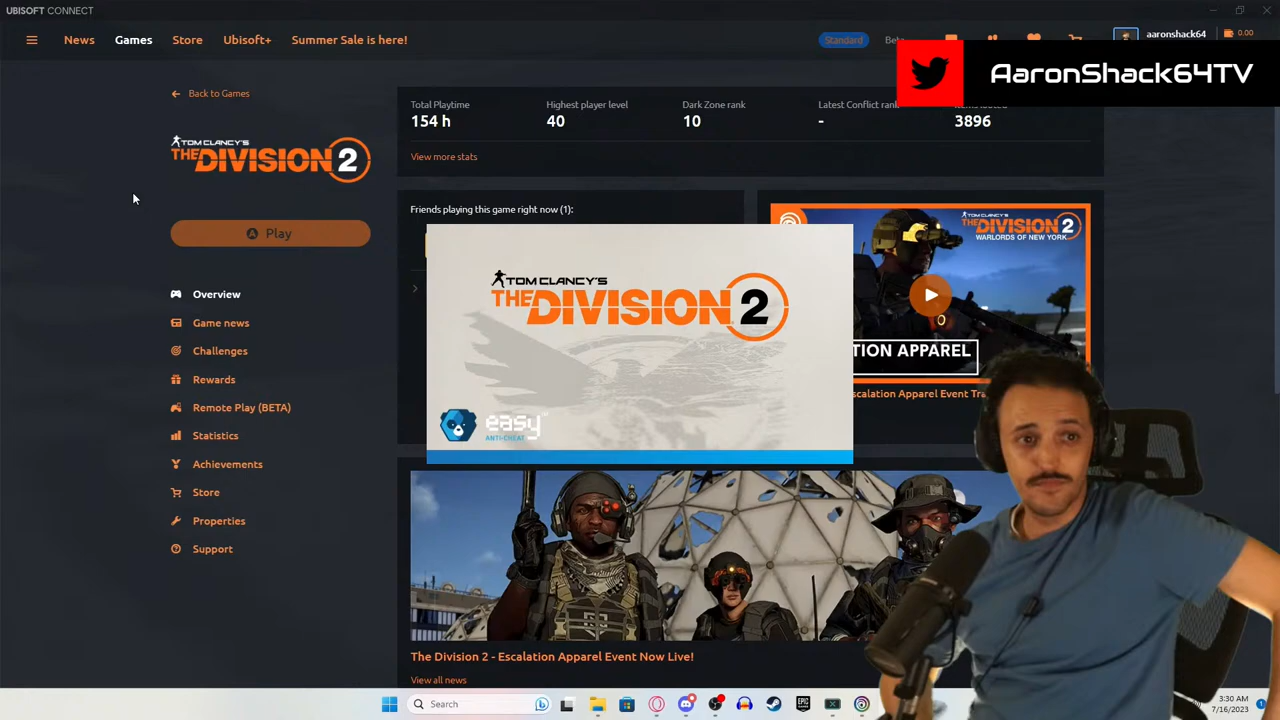 UBISOFT CONNECT
News
Games
Store
Ubisoft+
Summer Sale is here!
Standard
aaronshack64
0.00
AaronShack64TV
Back to Games
TOM CLANCY'S
THE DIVISION 2
Play
Overview
Game news
Challenges
Rewards
Remote Play (BETA)
Statistics
Achievements
Store
Properties
Support
Total Playtime
154 h
Highest player level
40
Dark Zone rank
10
Latest Conflict rank
-
3896
View more stats
Friends playing this game right now (1):
TOM CLANCY'S
THE DIVISION 2
easy
ANTI-CHEAT
TOM CLANCY'S
THE DIVISION 2
WARLORDS OF NEW YORK
APPAREL
Apparel Event
The Division 2 - Escalation Apparel Event Now Live!
View all news
Search
EPIC
GAMES
3:30 AM
7/16/2023
1